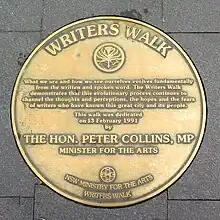 WRITERS WALK
What we are and how we see ourselves evolves fundamentally
from the written and spoken word. The Writers Walk
demonstrates that this evolutionary process continues to
channel the thoughts and perceptions, the hopes and the fears
of writers who have known this great city and its people.
This walk was dedicated
on 13 February 1991
by
THE HON. PETER COLLINS, MP
MINISTER FOR THE ARTS
NSW MINISTRY FOR THE ARTS
WRITERS WALK